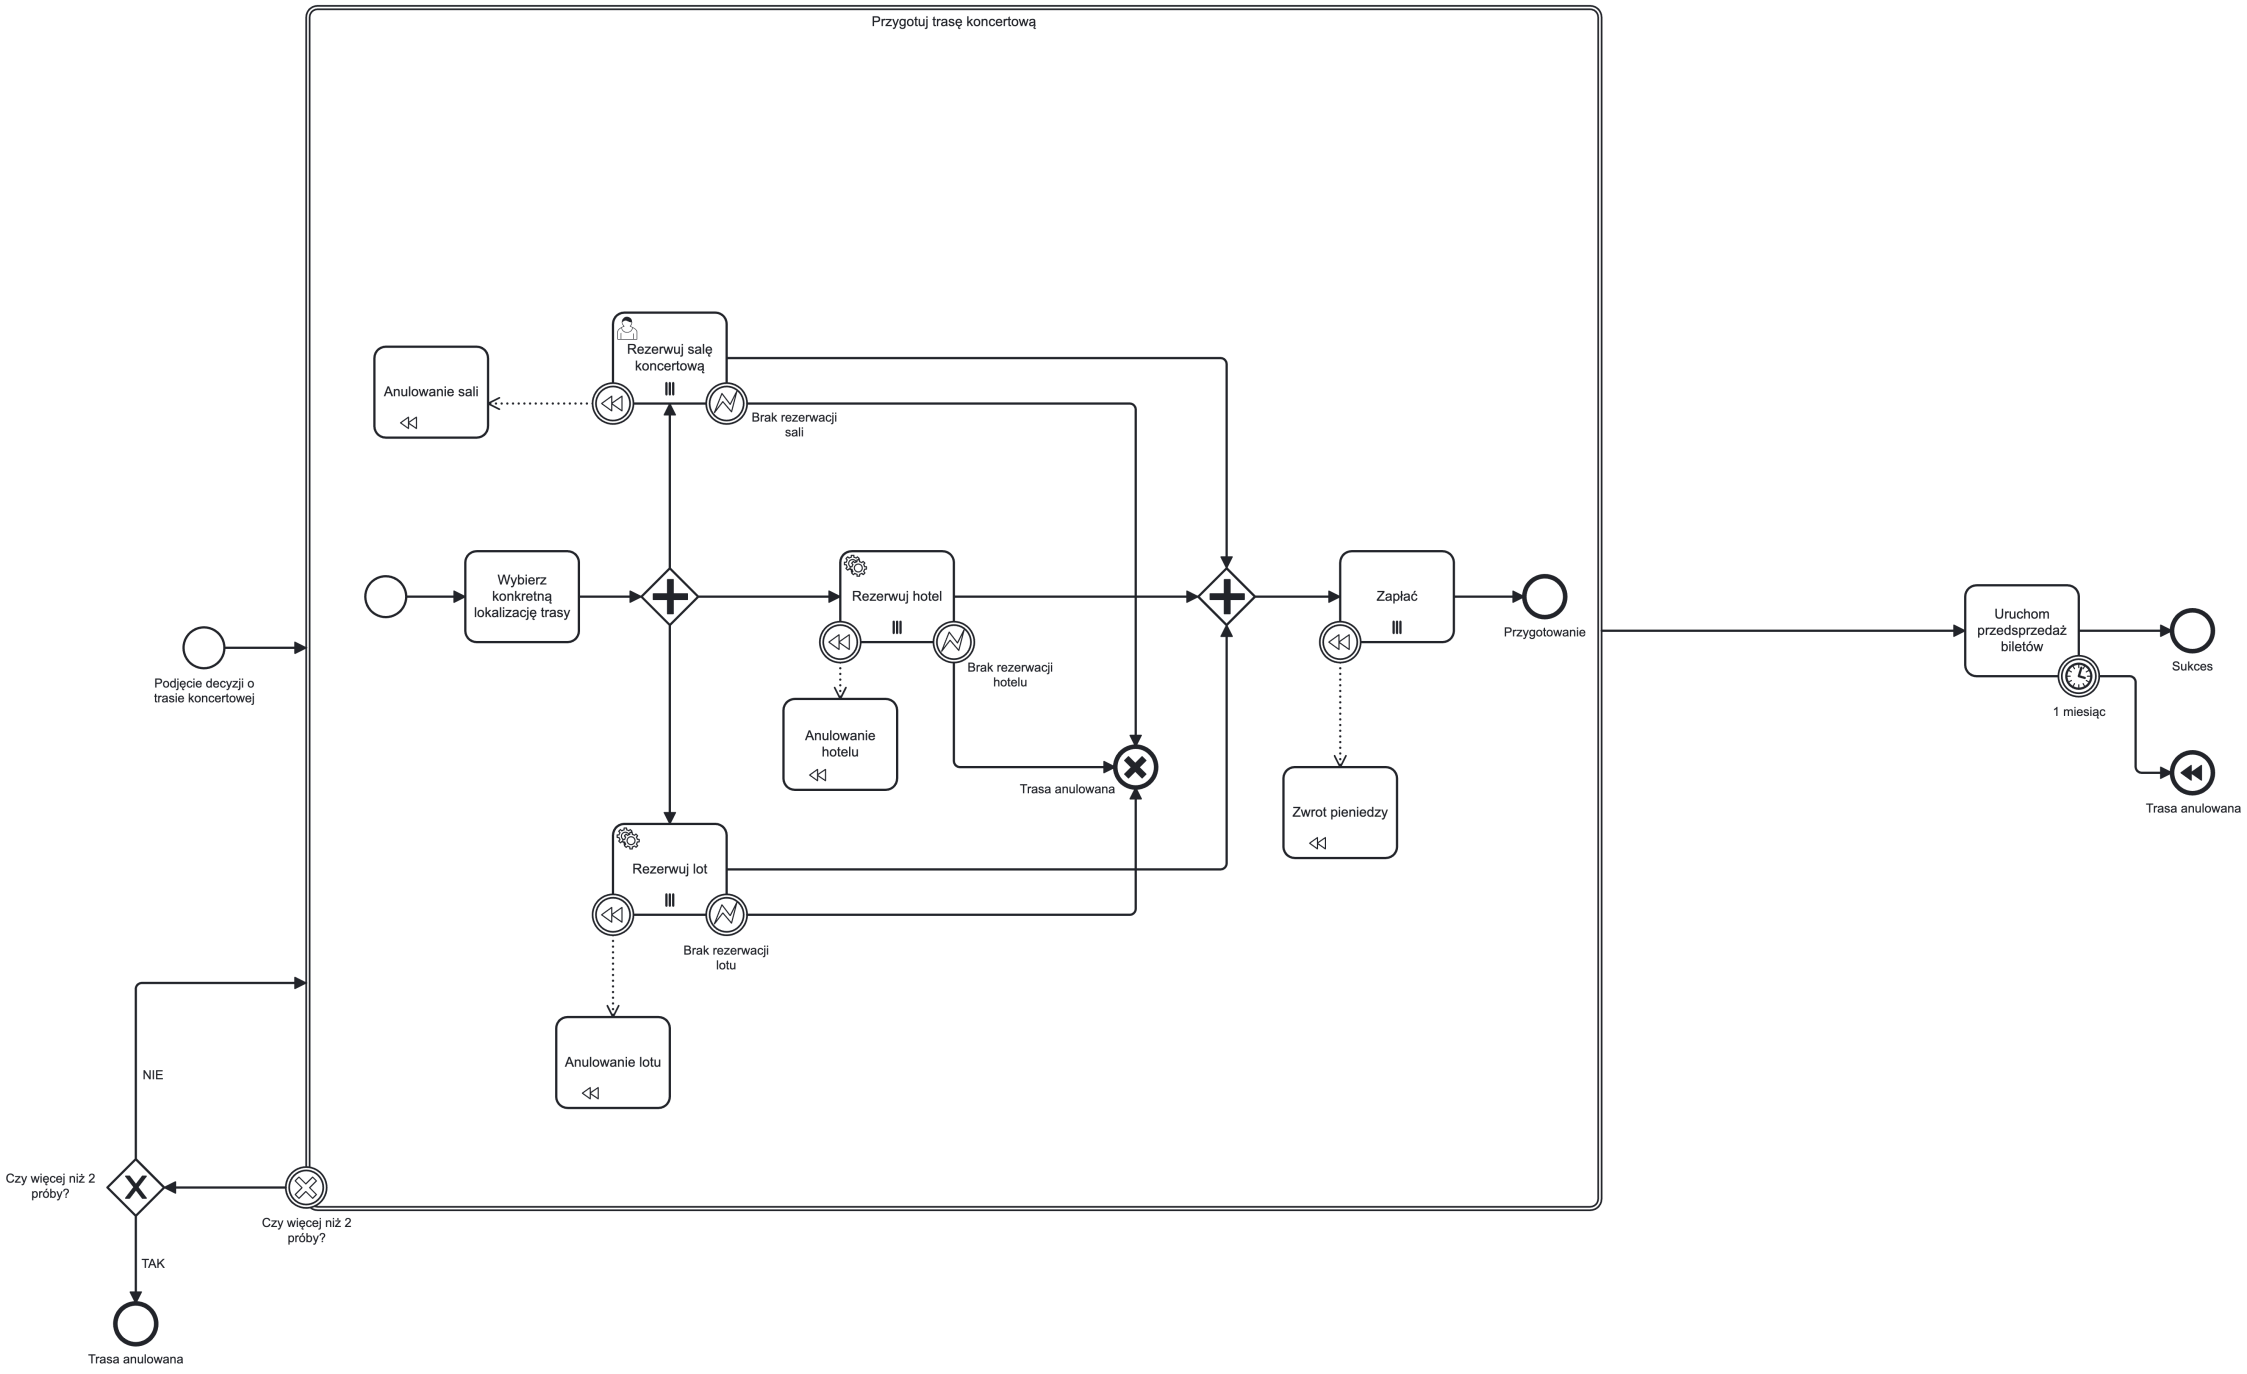 Przygotuj trasę koncertową
Rezerwuj salę
koncertową
Anulowanie sali
Brak rezerwacji
sali
Wybierz
konkretną
lokalizację trasy
Rezerwuj hotel
Zapłać
Przygotowanie
Uruchom
przedsprzedaż
biletów
Sukces
Podjęcie decyzji o
trasie koncertowej
Brak rezerwacji
hotelu
1 miesiąc
Anulowanie
hotelu
Trasa anulowana
Zwrot pieniedzy
Trasa anulowana
Rezerwuj lot
Brak rezerwacji
lotu
Anulowanie lotu
NIE
Czy więcej niż 2
próby?
Czy więcej niż 2
próby?
TAK
Trasa anulowana